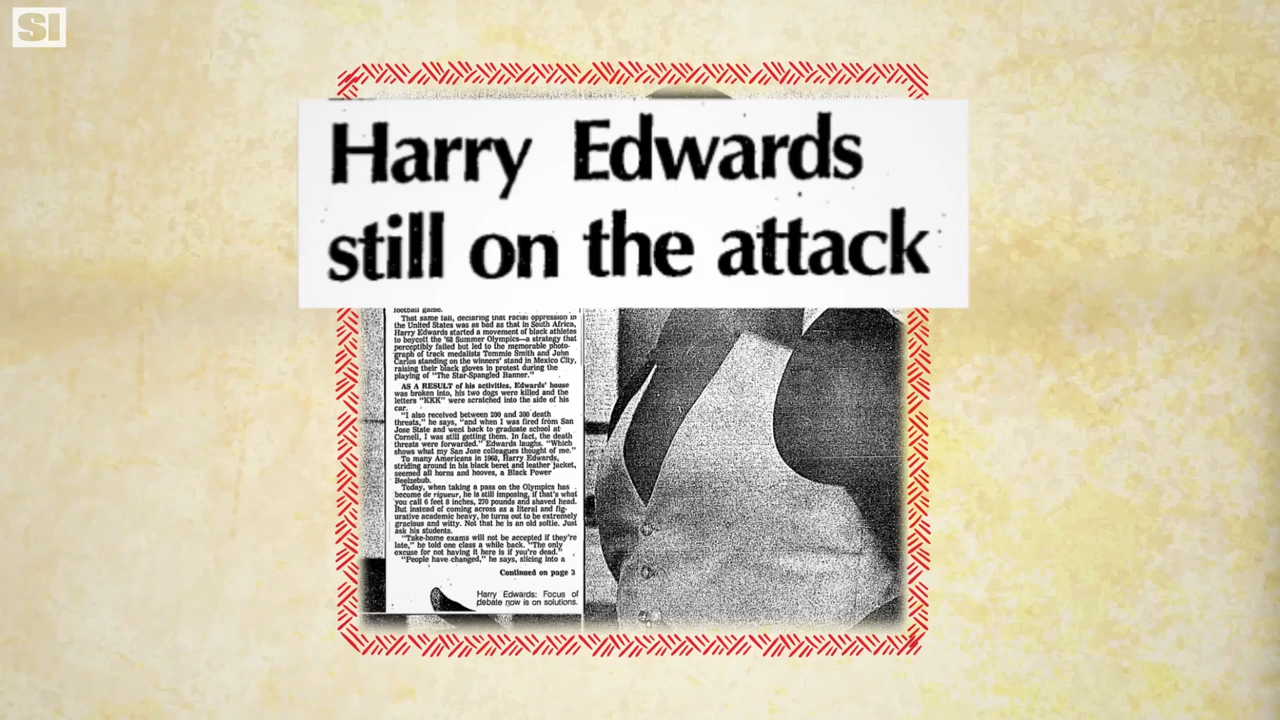 SI
Harry Edwards
still on the attack
football game.
That same fall, declaring that racial oppression in
the United States was as bad as that in South Africa,
Harry Edwards started a movement of black athletes
to boycott the '68 Summer Olympics—a strategy that
perceptibly failed but led to the memorable photo-
graph of track medalists Tommie Smith and John
Carlos standing on the winners' stand in Mexico City,
raising their black gloves in protest during the
playing of "The Star-Spangled Banner."
AS A RESULT of his activities, Edwards' house
was broken into, his two dogs were killed and the
letters "KKK" were scratched into the side of his
car.
"I also received between 200 and 300 death
threats," he says, "and when I was fired from San
Jose State and went back to graduate school at
Cornell, I was still getting them. In fact, the death
threats were forwarded." Edwards laughs. "Which
shows what my San Jose colleagues thought of me."
To many Americans in 1968, Harry Edwards,
striding around in his black beret and leather jacket,
seemed all horns and hooves, a Black Power
Beelzebub.
Today, when taking a pass on the Olympics has
become de rigueur, he is still imposing, if that's what
you call 6 feet 8 inches, 270 pounds and shaved head.
But instead of coming across as a literal and fig-
urative academic heavy, he turns out to be extremely
gracious and witty. Not that he is an old softie. Just
ask his students.
"Take-home exams will not be accepted if they're
late," he told one class a while back. "The only
excuse for not having it here is if you're dead."
"People have changed," he says, slicing into a
Continued on page 3
Harry Edwards: Focus of
debate now is on solutions.